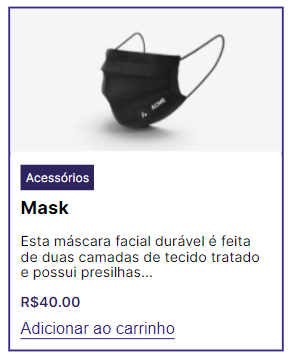 ACME
Acessórios
Mask
Esta máscara facial durável é feita
de duas camadas de tecido tratado
e possui presilhas...
R$40.00
Adicionar ao carrinho